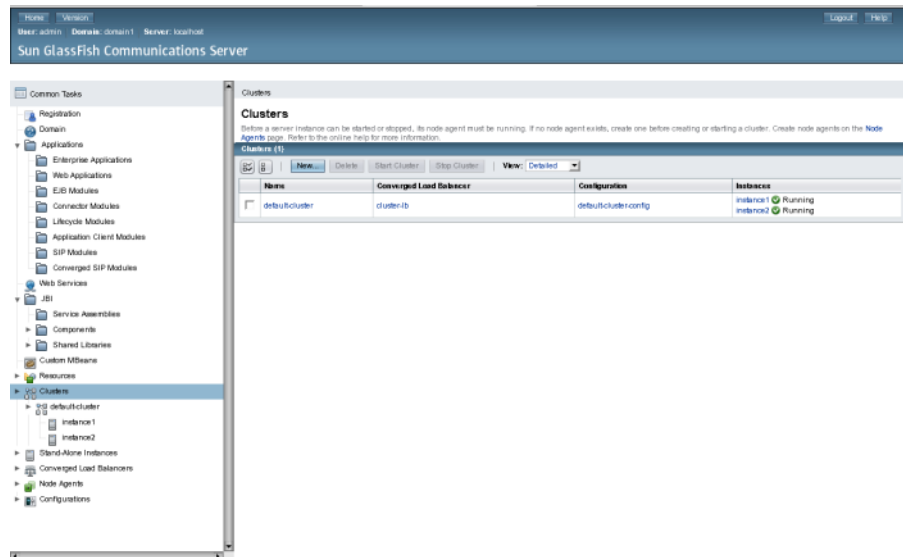 Home Version
Logout Help
User: admin Domain: domain1 Server: localhost
Sun GlassFish Communications Server
Common Tasks
Registration
Domain
Applications
Enterprise Applications
Web Applications
EJB Modules
Connector Modules
Lifecycle Modules
Application Client Modules
SIP Modules
Converged SIP Modules
Web Services
JBI
Service Assemblies
Components
Shared Libraries
Custom MBeans
Resources
Clusters
default-cluster
instance1
instance2
Stand-Alone Instances
Converged Load Balancers
Node Agents
Configurations
Clusters
Clusters
Before a server instance can be started or stopped, its node agent must be running. If no node agent exists, create one before creating or starting a cluster. Create node agents on the Node
Agents page. Refer to the online help for more information.
Clusters (1)
New... Delete Start Cluster Stop Cluster View: Detailed
Name Converged Load Balancer Configuration Instances
default-cluster cluster-lb default-cluster-config instance1 Running
instance2 Running